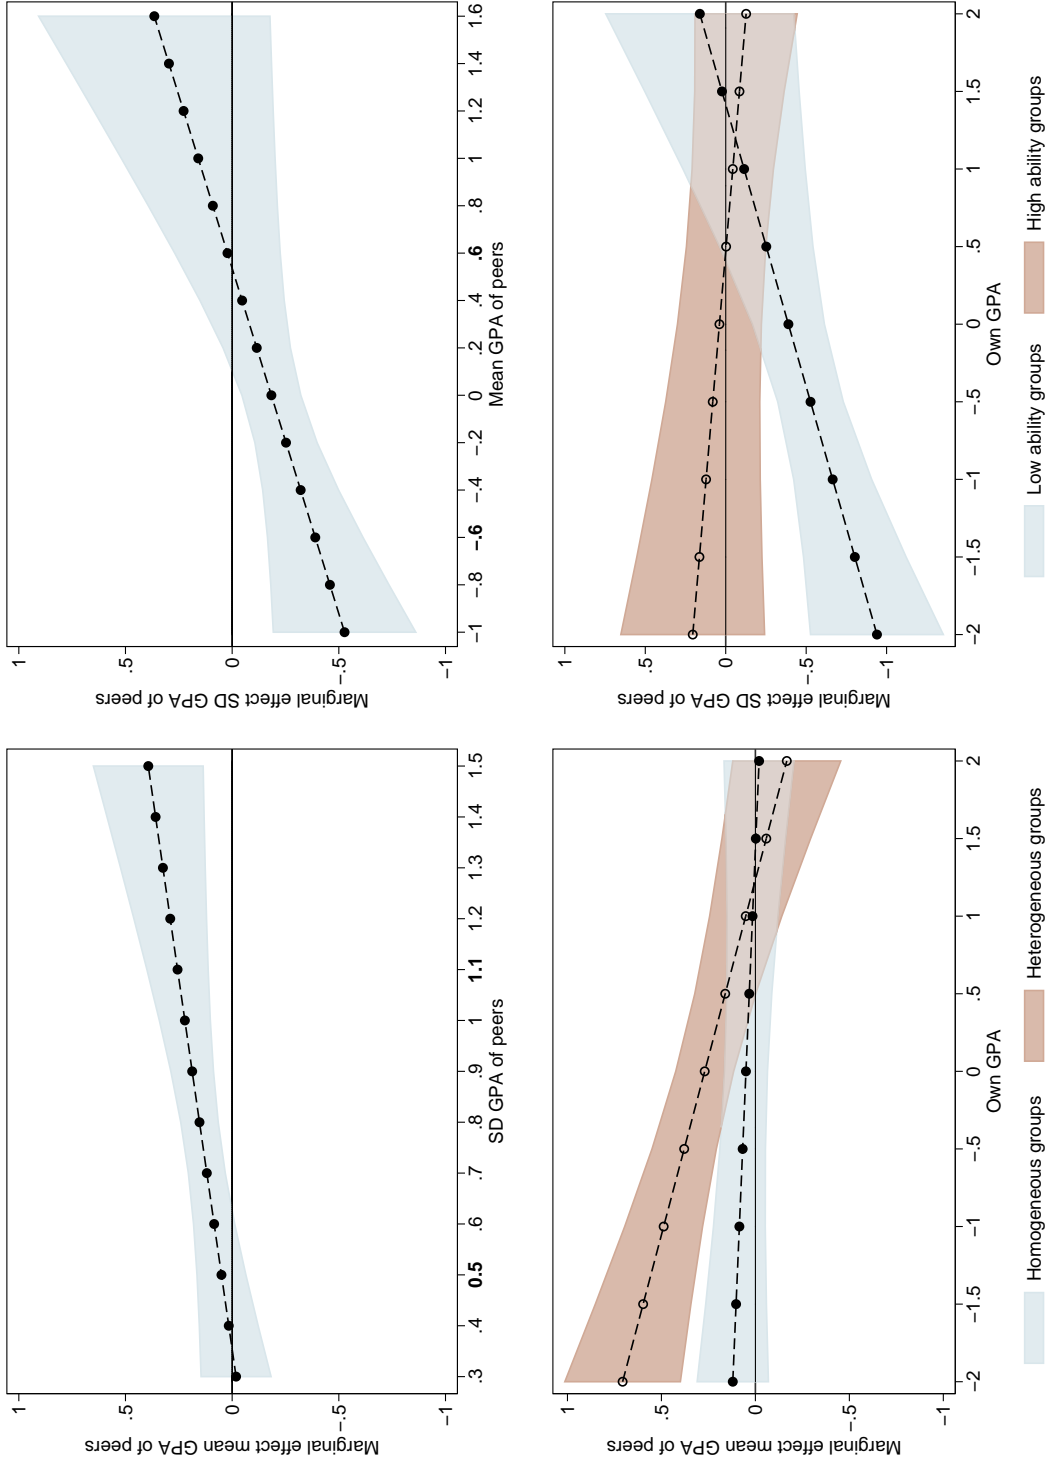 Marginal effect mean GPA of peers
1
.5
0
−.5
−1
.3 .4 0.5 .6 .7 .8 .9 1 1.1 1.2 1.3 1.4 1.5
SD GPA of peers
Marginal effect SD GPA of peers
1
.5
0
−.5
−1
−1 −.8 −.6 −.4 −.2 0 .2 .4 .6 .8 1 1.2 1.4 1.6
Mean GPA of peers
Marginal effect mean GPA of peers
1
.5
0
−.5
−1
−2 −1.5 −1 −.5 0 .5 1 1.5 2
Own GPA
Homogeneous groups Heterogeneous groups
Marginal effect SD GPA of peers
1
.5
0
−.5
−1
−2 −1.5 −1 −.5 0 .5 1 1.5 2
Own GPA
Low ability groups High ability groups